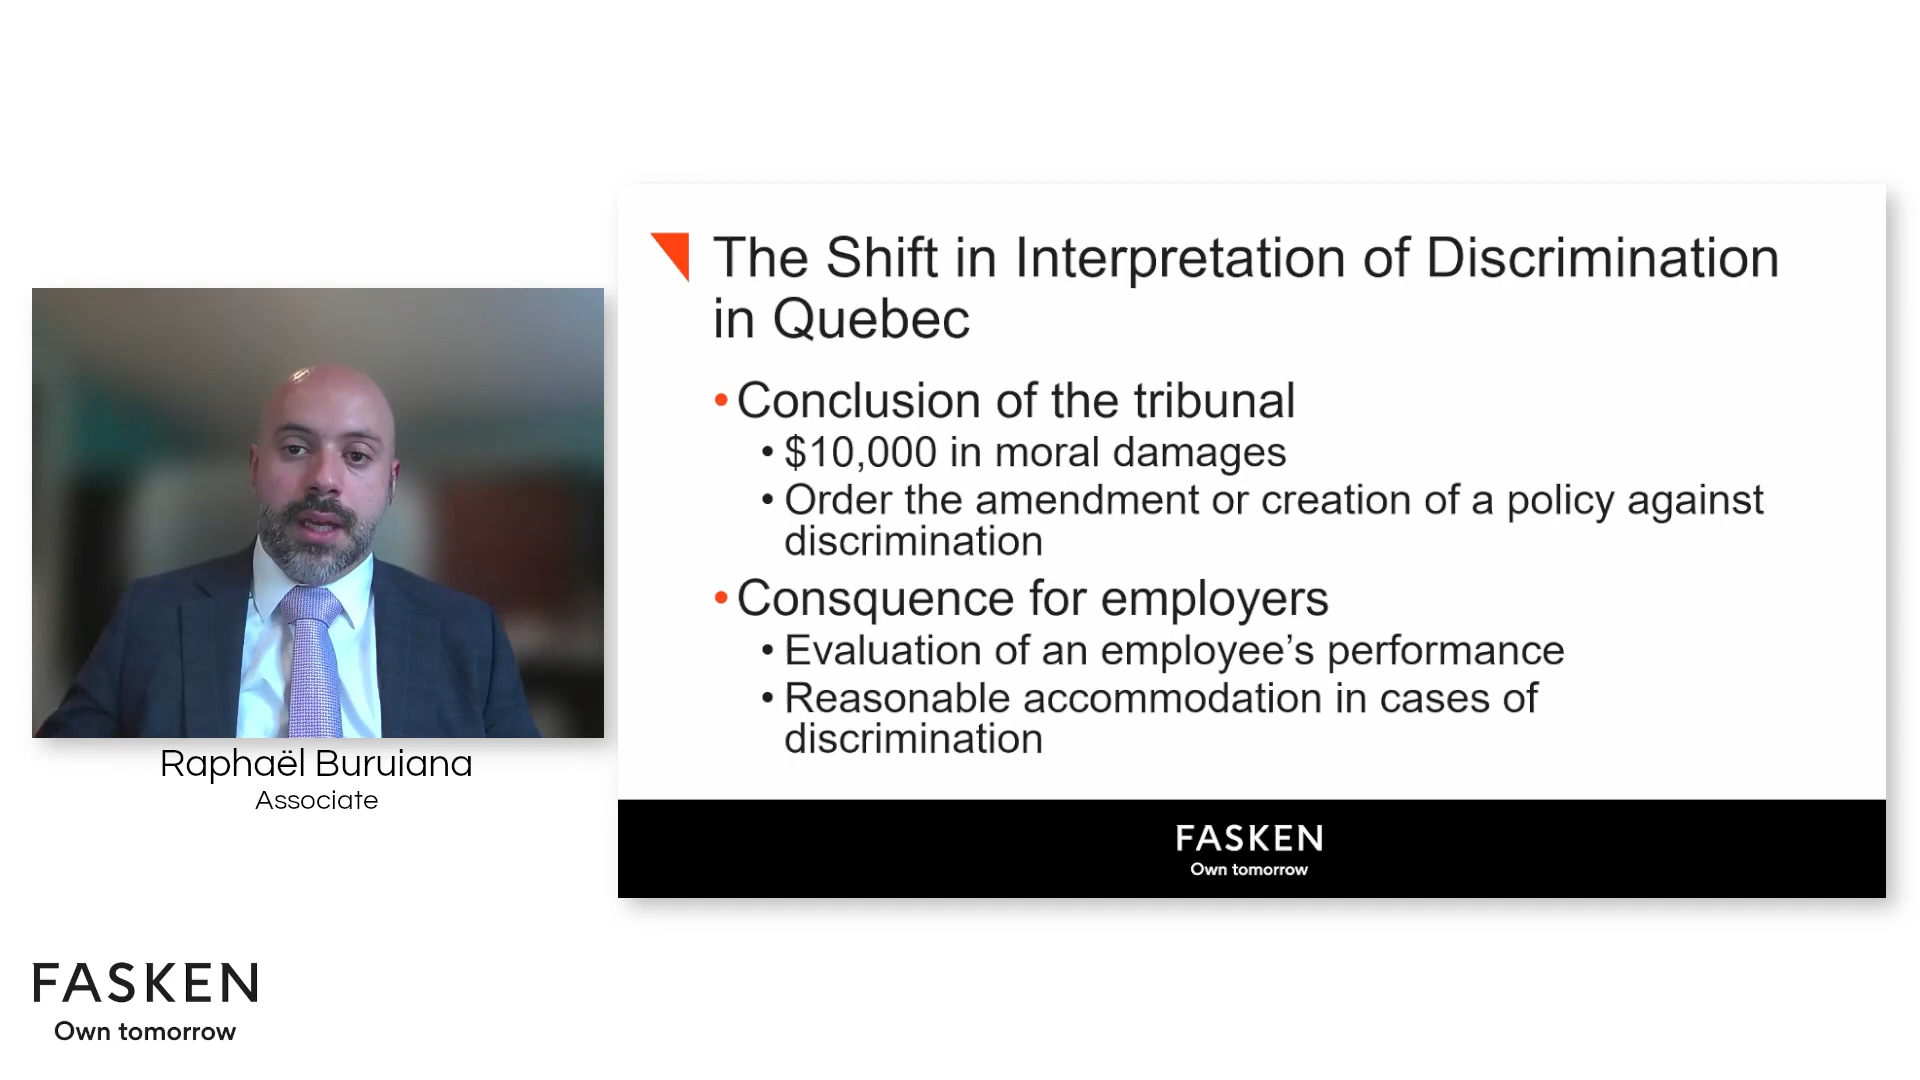 The Shift in Interpretation of Discrimination
in Quebec
• Conclusion of the tribunal
• $10,000 in moral damages
• Order the amendment or creation of a policy against
discrimination
• Consquence for employers
• Evaluation of an employee’s performance
• Reasonable accommodation in cases of
discrimination
FASKEN
Own tomorrow
Raphaël Buruiana
Associate
FASKEN
Own tomorrow